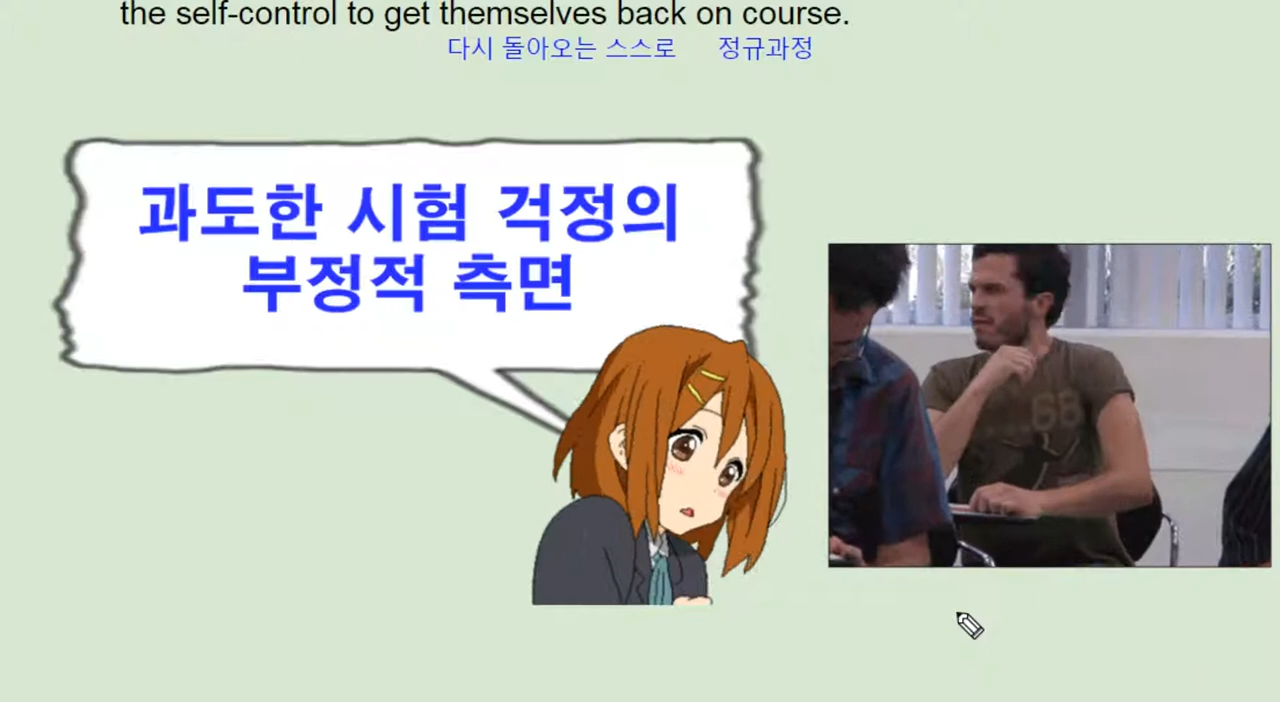 the self-control to get themselves back on course.
다시 돌아오는 스스로 정규과정
과도한 시험 걱정의
부정적 측면
68